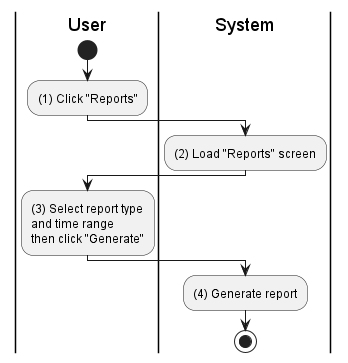 User
System
(1) Click "Reports"
(2) Load "Reports" screen
(3) Select report type
and time range
then click "Generate"
(4) Generate report